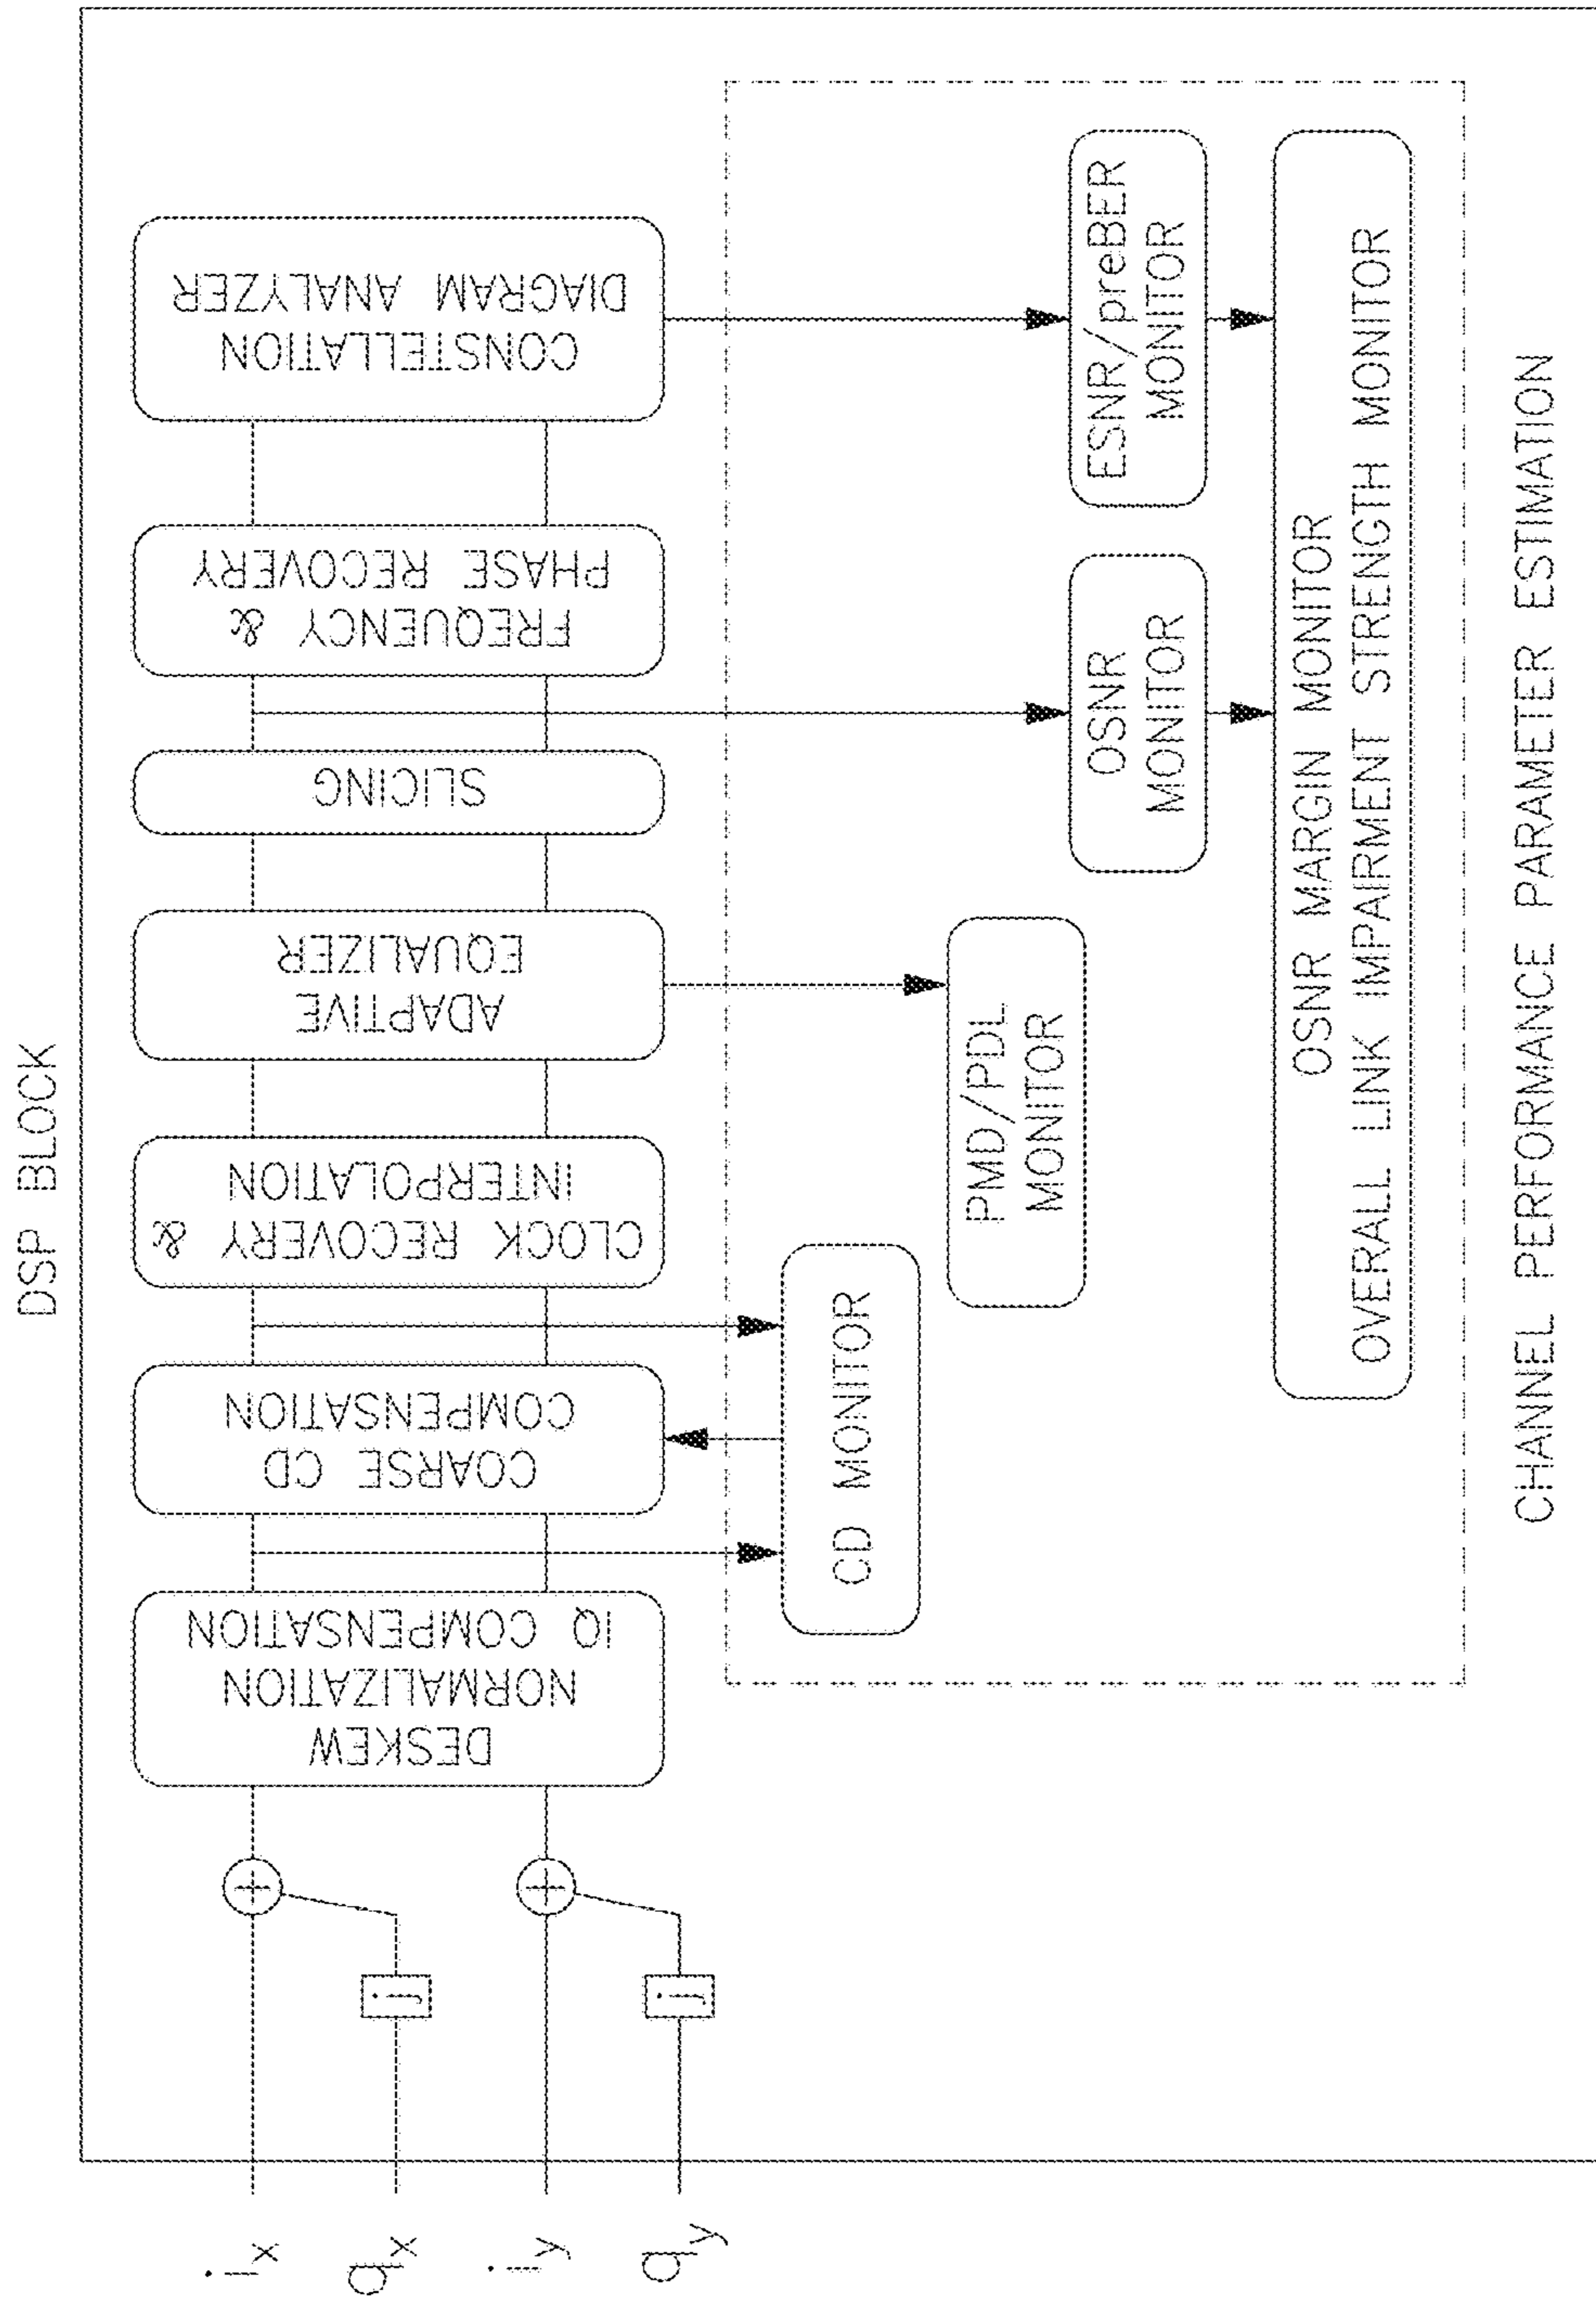 DSP BLOCK
i_x
q_x
i_y
q_y
j
j
DESKEW
NORMALIZATION
IQ COMPENSATION
COARSE CD
COMPENSATION
CLOCK RECOVERY &
INTERPOLATION
ADAPTIVE
EQUALIZER
SLICING
FREQUENCY &
PHASE RECOVERY
CONSTELLATION
DIAGRAM ANALYZER
CD MONITOR
PMD/PDL
MONITOR
OSNR
MONITOR
ESNR/preBER
MONITOR
OSNR MARGIN MONITOR
OVERALL LINK IMPAIRMENT STRENGTH MONITOR
CHANNEL PERFORMANCE PARAMETER ESTIMATION